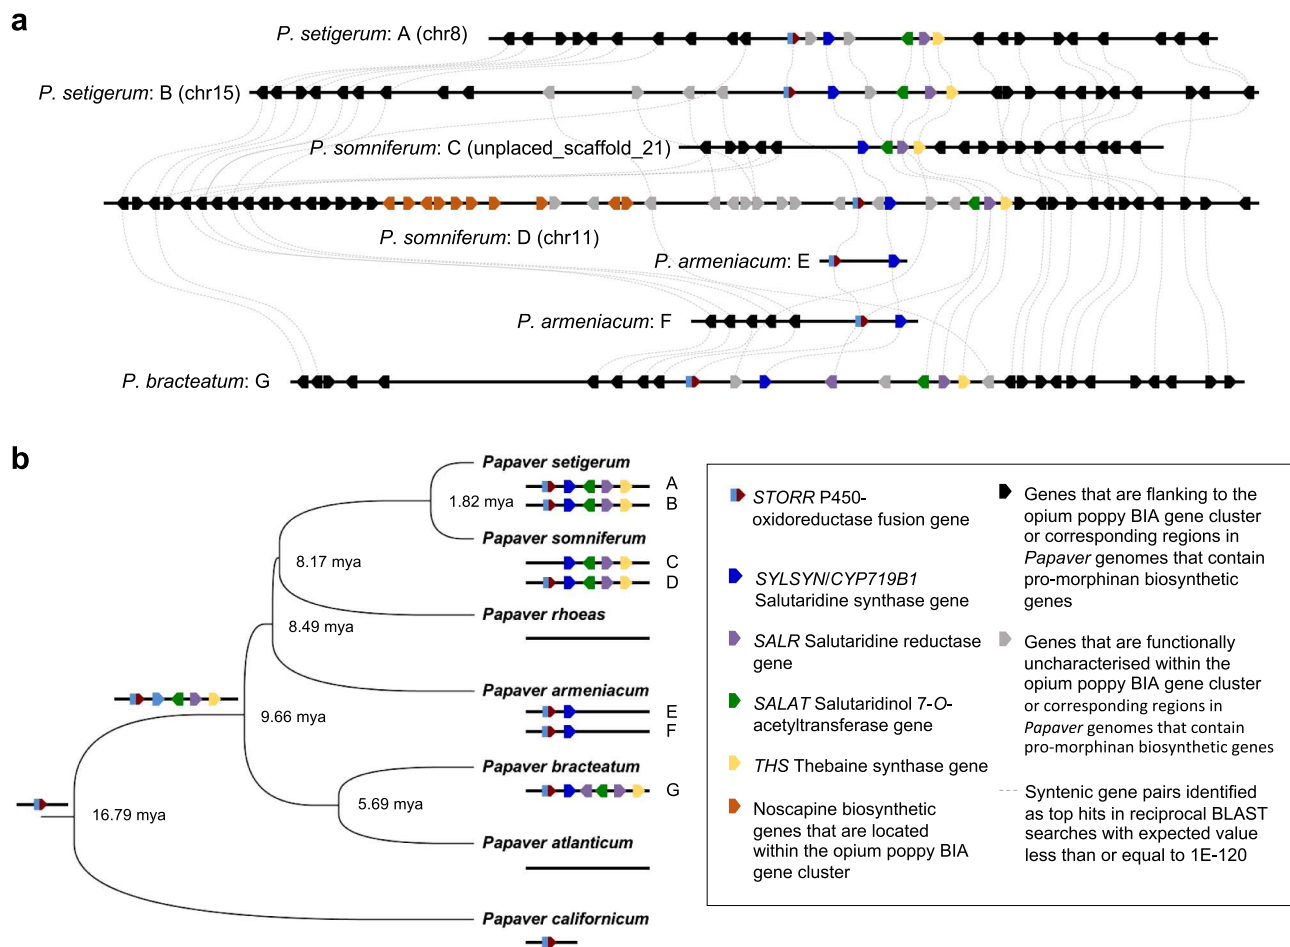 a
P. setigerum: A (chr8)
P. setigerum: B (chr15)
P. somniferum: C (unplaced_scaffold_21)
P. somniferum: D (chr11)
P. armeniacum: E
P. armeniacum: F
P. bracteatum: G
b
Papaver setigerum
A
B
1.82 mya
Papaver somniferum
C
D
8.17 mya
Papaver rhoeas
8.49 mya
Papaver armeniacum
E
F
9.66 mya
Papaver bracteatum
G
5.69 mya
16.79 mya
Papaver atlanticum
Papaver californicum
STORR P450-
oxidoreductase fusion gene
SYLSYN/CYP719B1
Salutaridine synthase gene
SALR Salutaridine reductase
gene
SALAT Salutaridinol 7-O-
acetyltransferase gene
THS Thebaine synthase gene
Noscapine biosynthetic
genes that are located
within the opium poppy BIA
gene cluster
Genes that are flanking to the
opium poppy BIA gene cluster
or corresponding regions in
Papaver genomes that contain
pro-morphinan biosynthetic
genes
Genes that are functionally
uncharacterised within the
opium poppy BIA gene cluster
or corresponding regions in
Papaver genomes that contain
pro-morphinan biosynthetic genes
Syntenic gene pairs identified
as top hits in reciprocal BLAST
searches with expected value
less than or equal to 1E-120